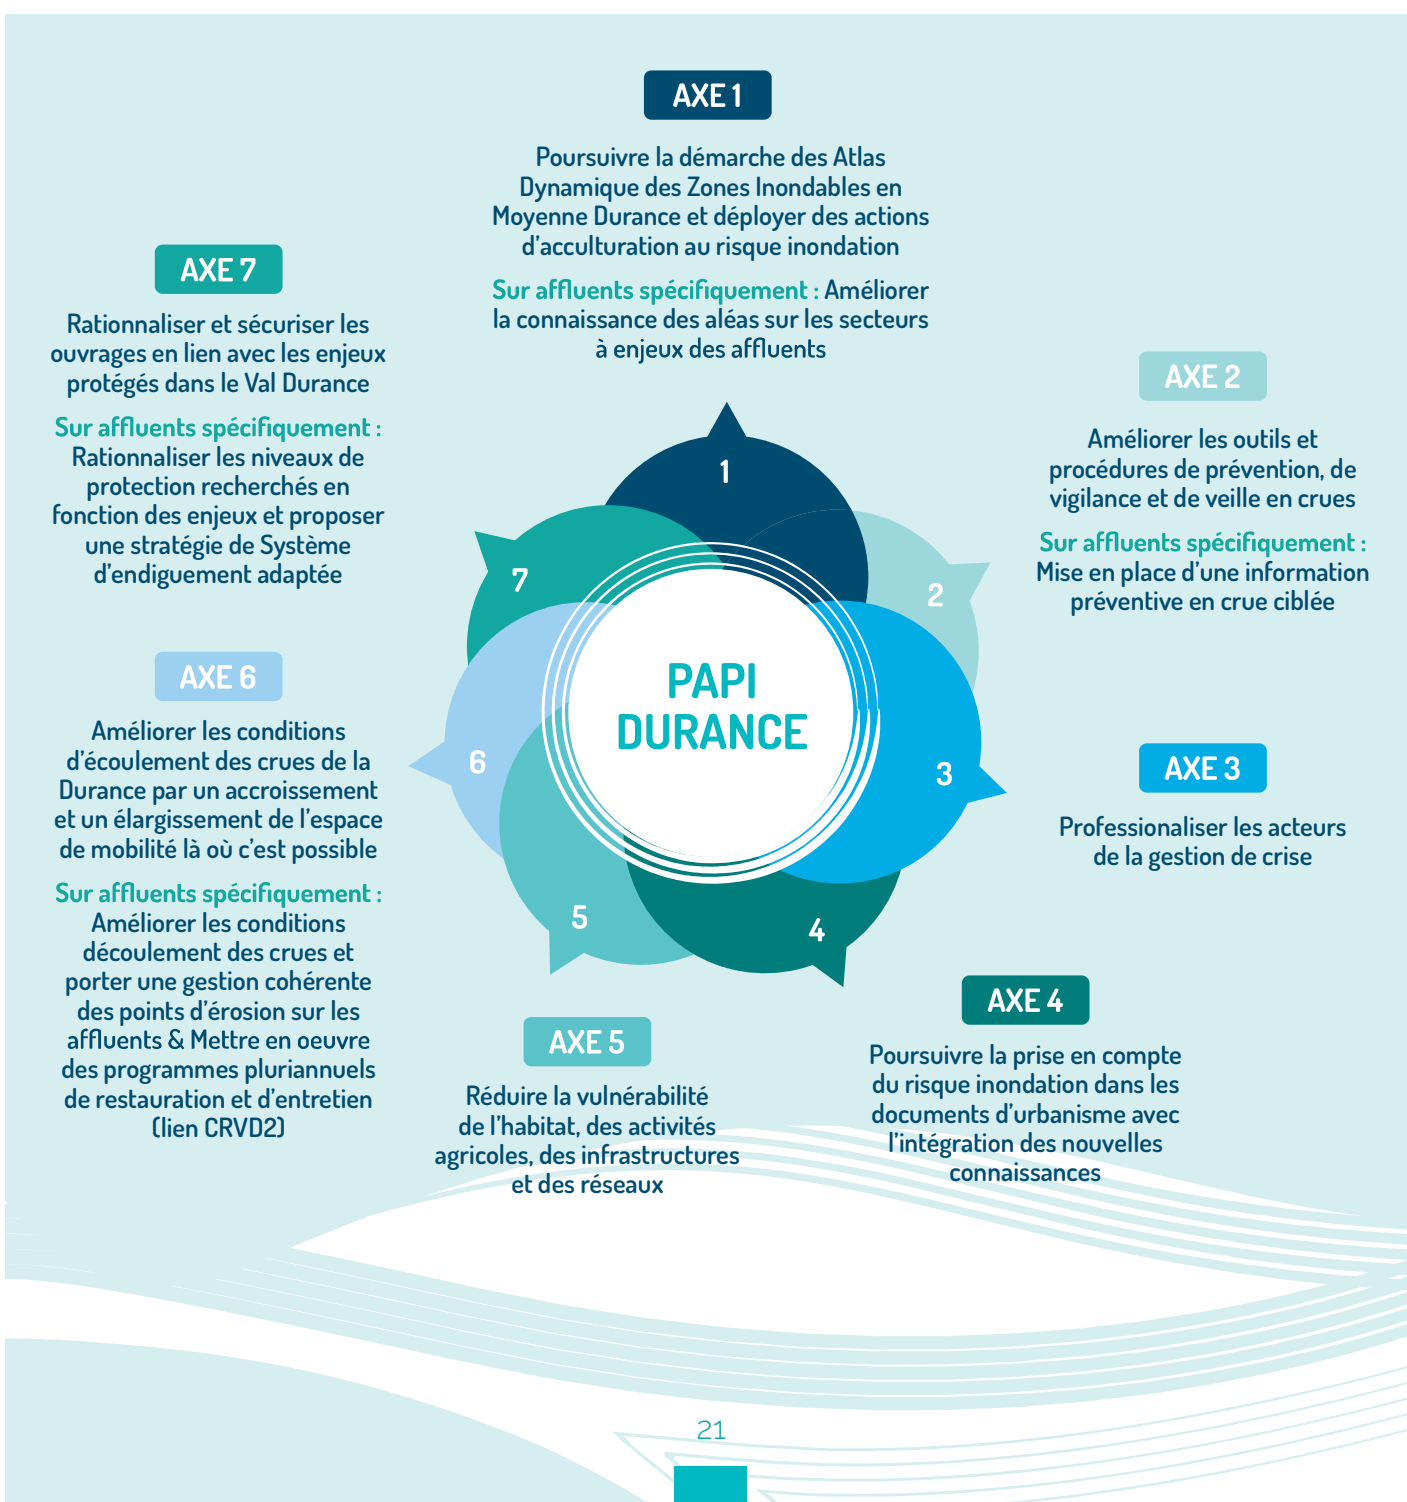 AXE 1
Poursuivre la démarche des Atlas
Dynamique des Zones Inondables en
Moyenne Durance et déployer des actions
d'acculturation au risque inondation
Sur affluents spécifiquement : Améliorer
la connaissance des aléas sur les secteurs
à enjeux des affluents
AXE 2
Améliorer les outils et
procédures de prévention, de
vigilance et de veille en crues
Sur affluents spécifiquement :
Mise en place d'une information
préventive en crue ciblée
AXE 3
Professionaliser les acteurs
de la gestion de crise
AXE 4
Poursuivre la prise en compte
du risque inondation dans les
documents d'urbanisme avec
l'intégration des nouvelles
connaissances
AXE 5
Réduire la vulnérabilité
de l'habitat, des activités
agricoles, des infrastructures
et des réseaux
AXE 6
Améliorer les conditions
d'écoulement des crues de la
Durance par un accroissement
et un élargissement de l'espace
de mobilité là où c'est possible
Sur affluents spécifiquement :
Améliorer les conditions
découlement des crues et
porter une gestion cohérente
des points d'érosion sur les
affluents & Mettre en oeuvre
des programmes pluriannuels
de restauration et d'entretien
(lien CRVD2)
AXE 7
Rationnaliser et sécuriser les
ouvrages en lien avec les enjeux
protégés dans le Val Durance
Sur affluents spécifiquement :
Rationnaliser les niveaux de
protection recherchés en
fonction des enjeux et proposer
une stratégie de Système
d'endiguement adaptée
PAPI
DURANCE
1
2
3
4
5
6
7
21